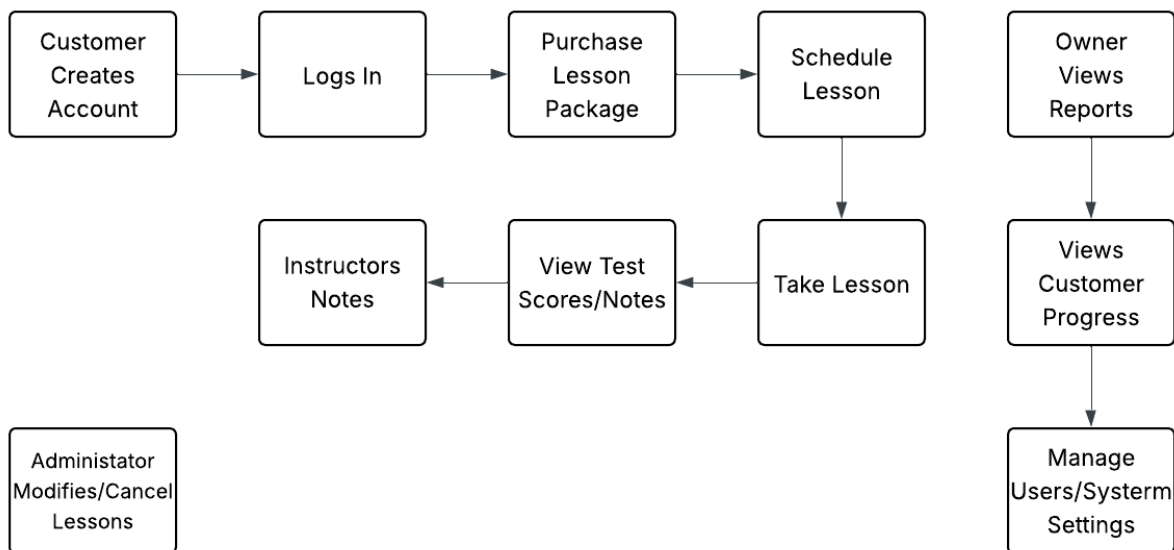 Customer
Creates
Account
Logs In
Purchase
Lesson
Package
Schedule
Lesson
Owner
Views
Reports
Instructors
Notes
View Test
Scores/Notes
Take Lesson
Views
Customer
Progress
Administator
Modifies/Cancel
Lessons
Manage
Users/Systerm
Settings